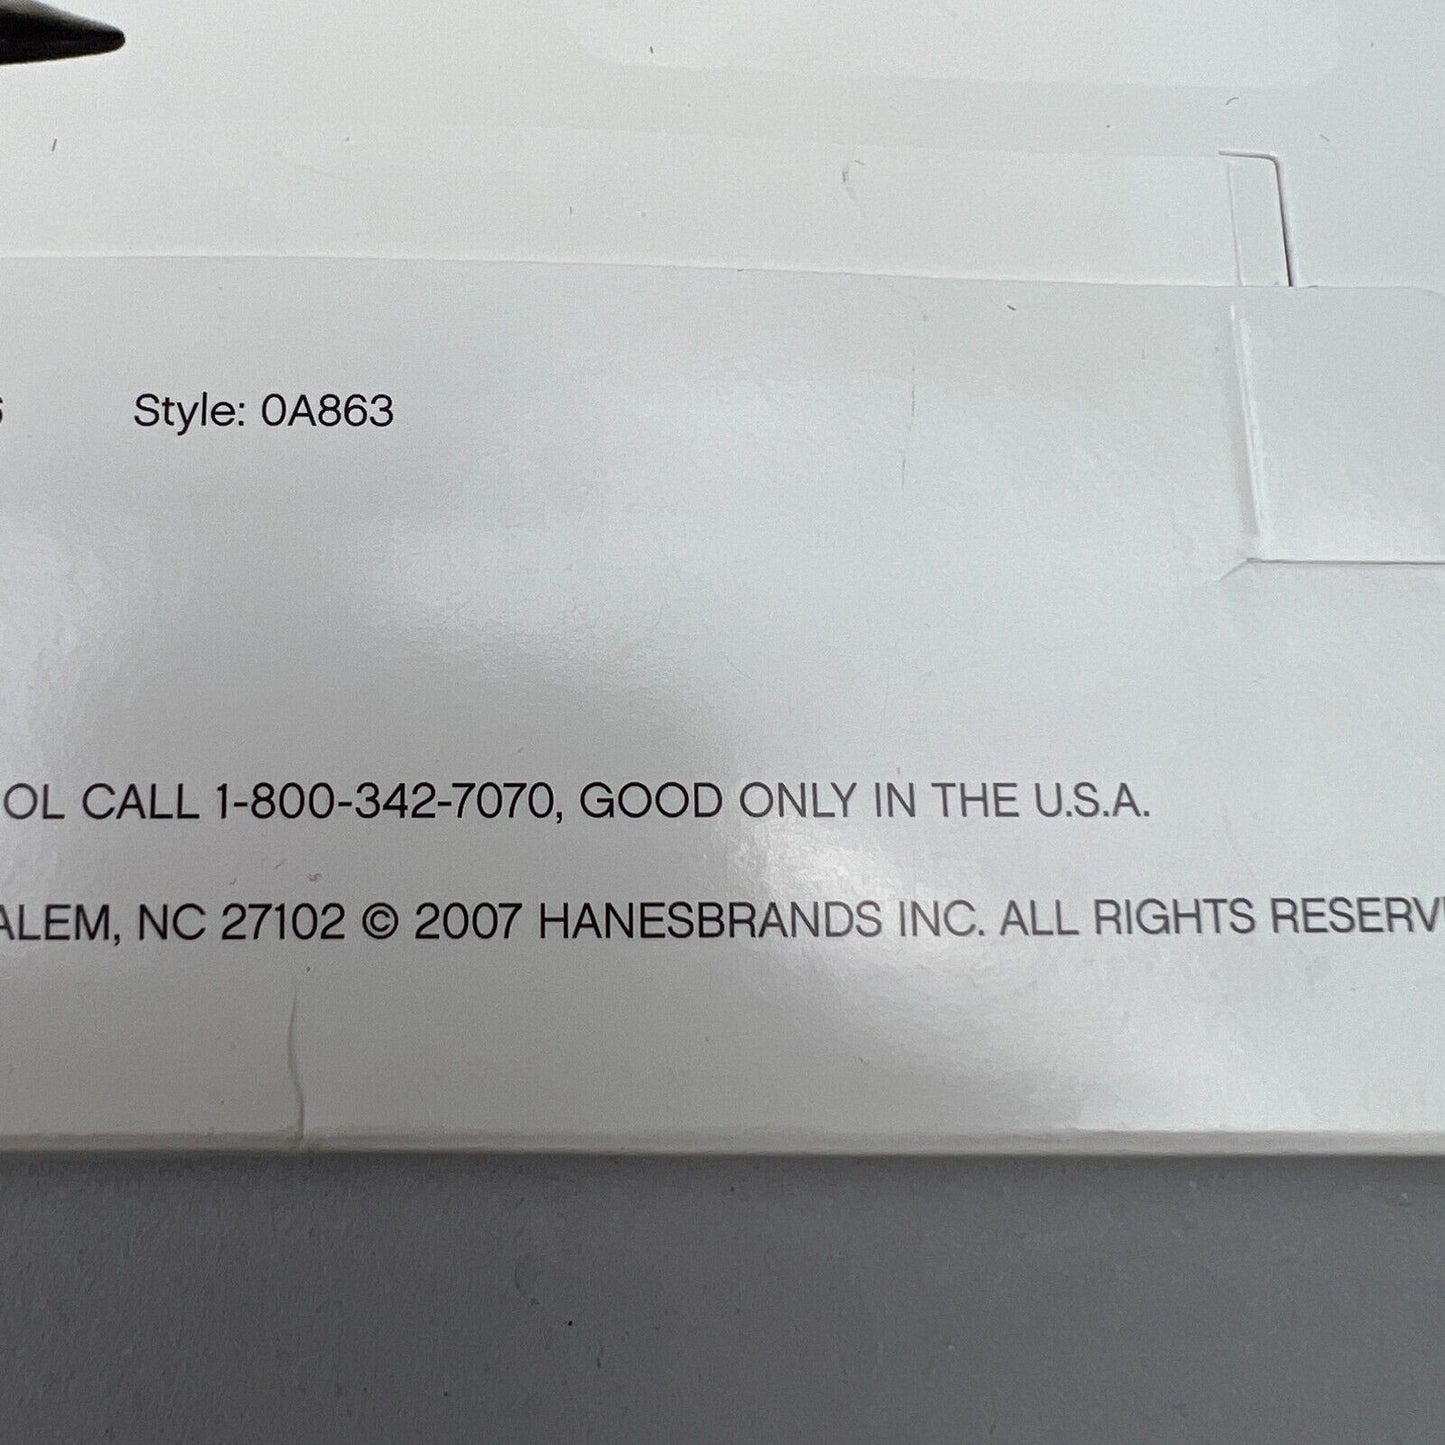 Style: 0A863
OL CALL 1-800-342-7070, GOOD ONLY IN THE U.S.A.
ALEM, NC 27102 © 2007 HANESBRANDS INC. ALL RIGHTS RESERV